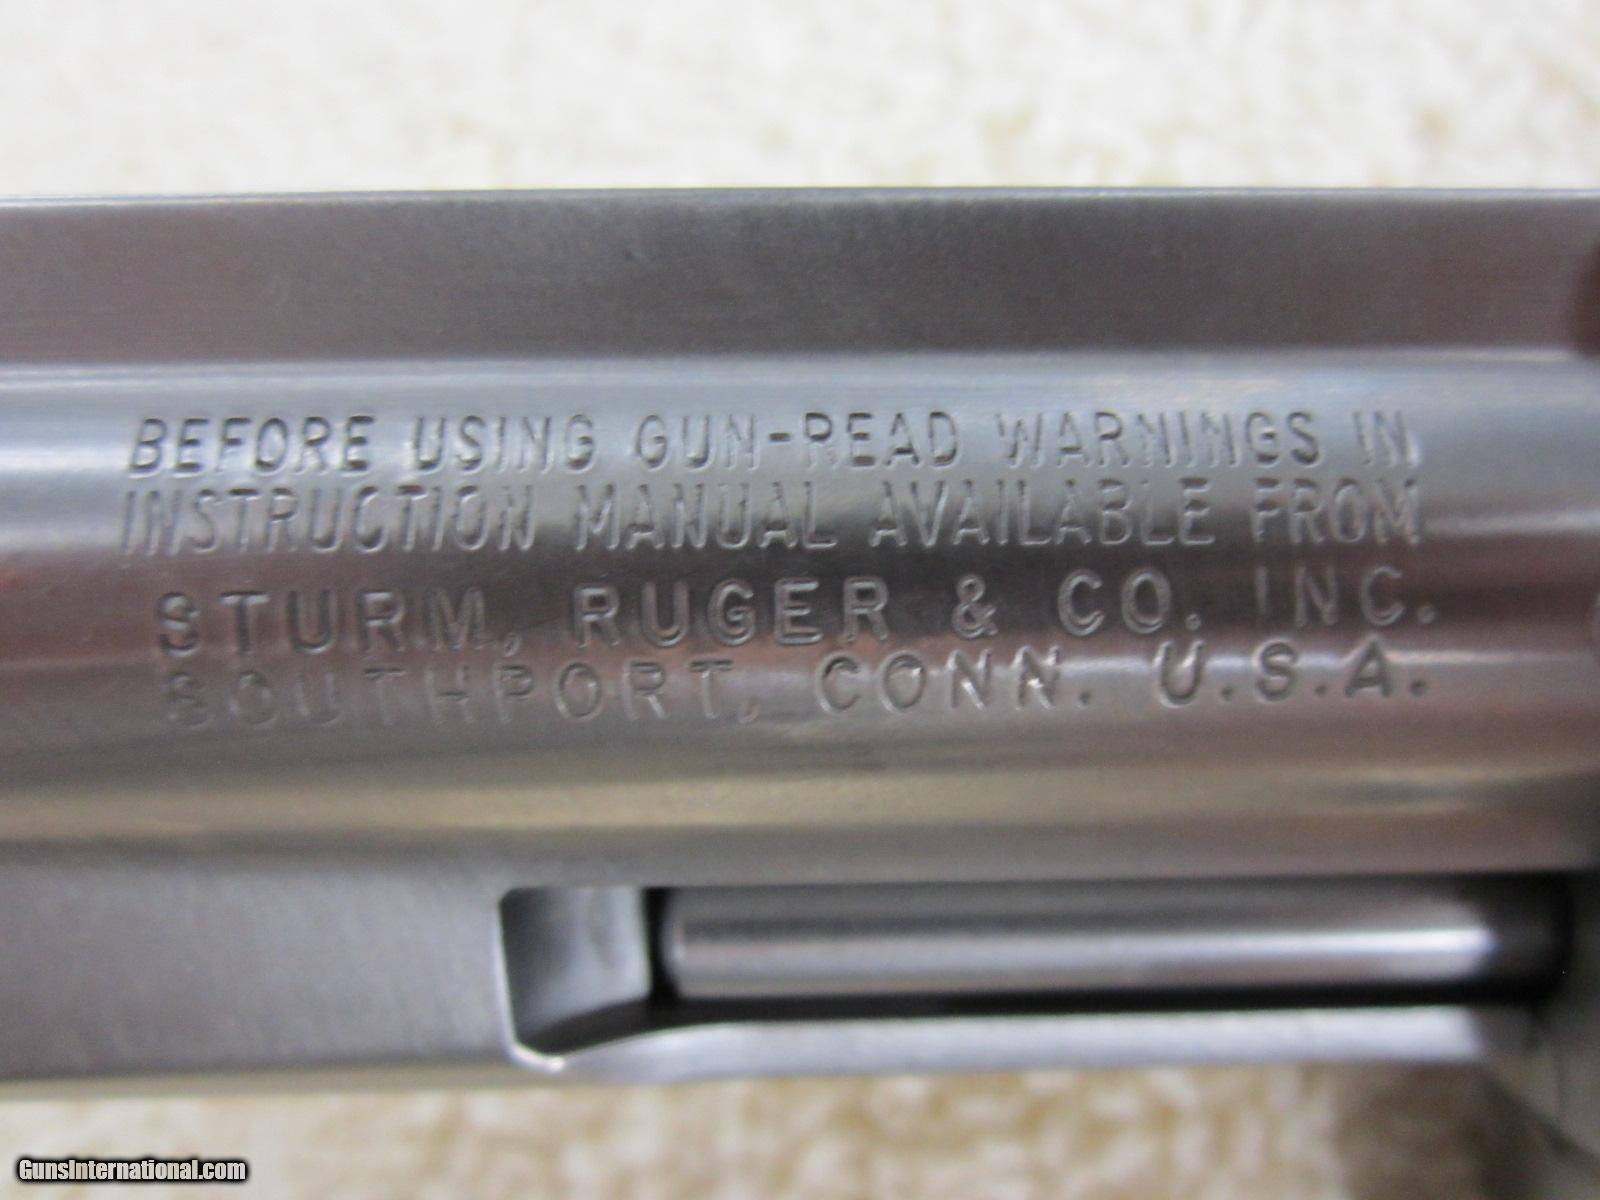 BEFORE USING GUN-READ WARNINGS IN
INSTRUCTION MANUAL AVAILABLE FROM
STURM, RUGER & CO. INC.
SOUTHPORT, CONN. U.S.A.
GunsInternational.com